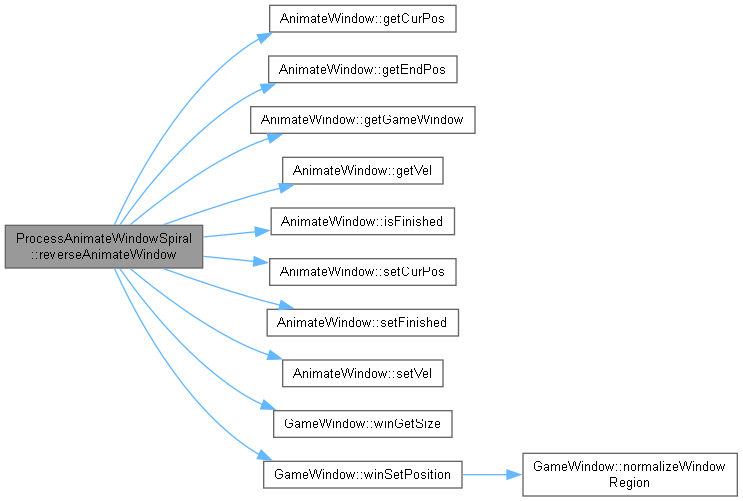 AnimateWindow::getCurPos
AnimateWindow::getEndPos
AnimateWindow::getGameWindow
AnimateWindow::getVel
ProcessAnimateWindowSpiral
::reverseAnimateWindow
AnimateWindow::isFinished
AnimateWindow::setCurPos
AnimateWindow::setFinished
AnimateWindow::setVel
GameWindow::winGetSize
GameWindow::winSetPosition
GameWindow::normalizeWindow
Region